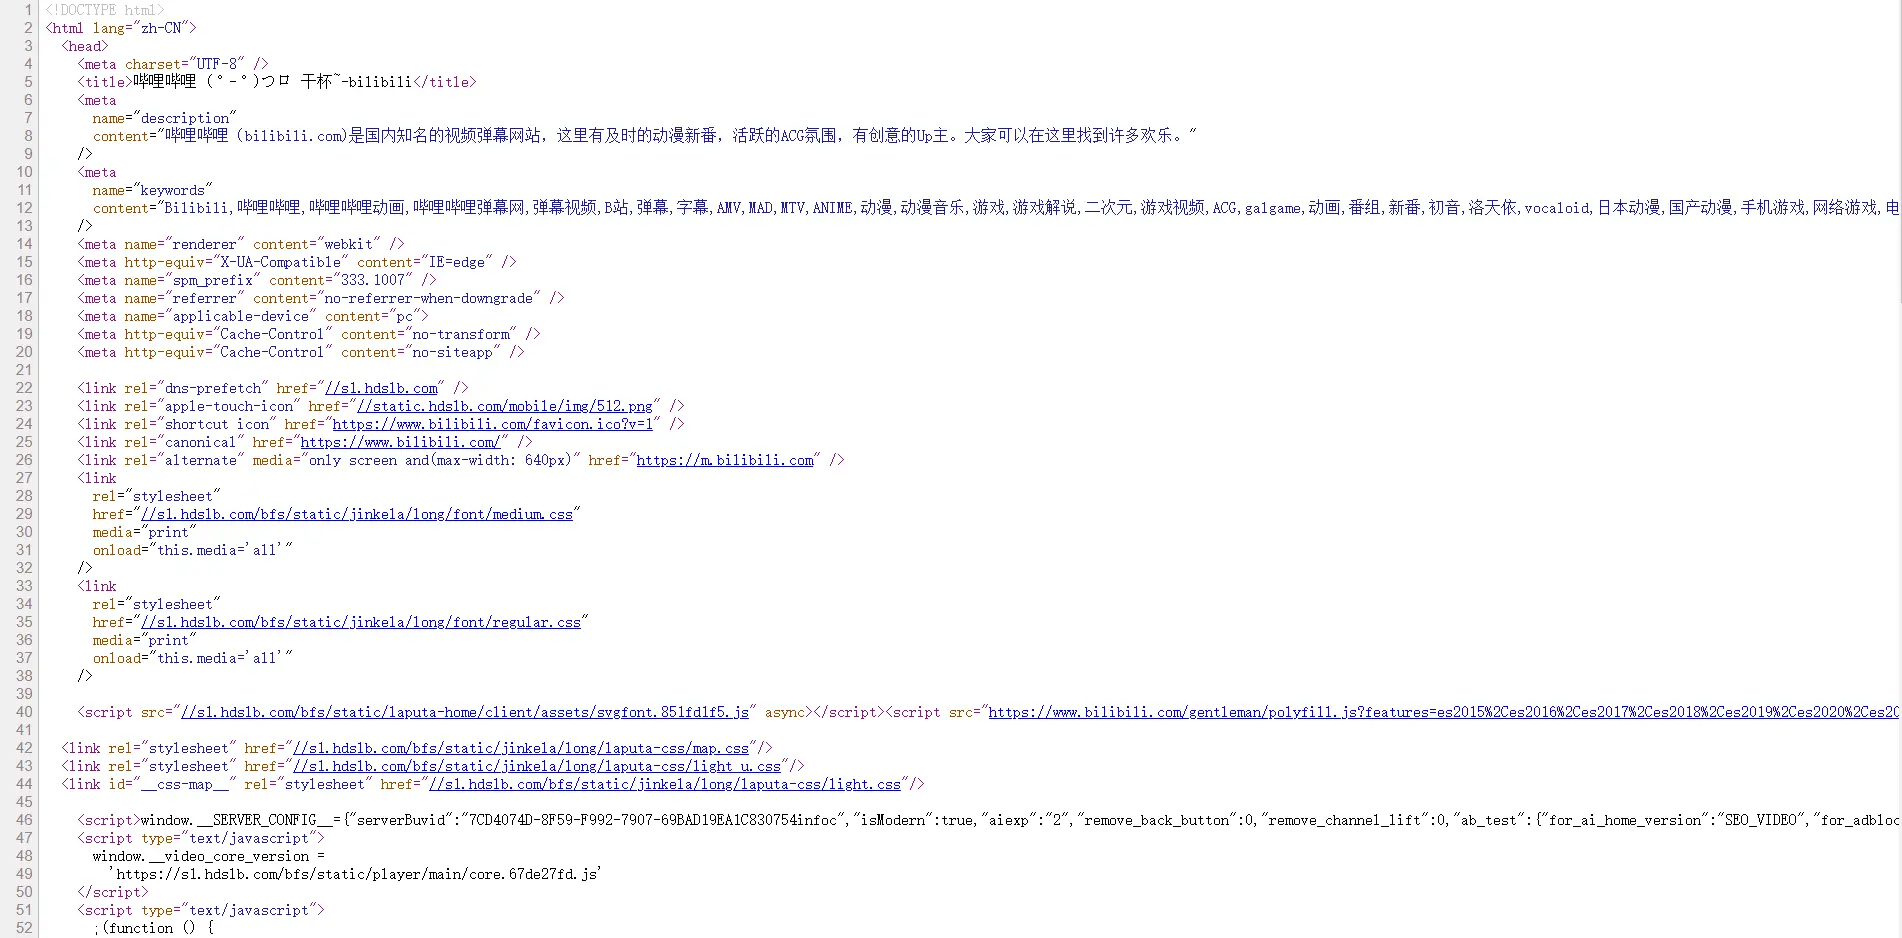 1 <!DOCTYPE html>
2 <html lang="zh-CN">
3 <head>
4 <meta charset="UTF-8" />
5 <title>哔哩哔哩 (゜-゜)つロ 干杯~-bilibili</title>
6 <meta
7 name="description"
8 content="哔哩哔哩（bilibili.com)是国内知名的视频弹幕网站，这里有及时的动漫新番，活跃的ACG氛围，有创意的Up主。大家可以在这里找到许多欢乐。"
9 />
10 <meta
11 name="keywords"
12 content="Bilibili,哔哩哔哩,哔哩哔哩动画,哔哩哔哩弹幕网,弹幕视频,B站,弹幕,字幕,AMV,MAD,MTV,ANIME,动漫,动漫音乐,游戏,游戏解说,二次元,游戏视频,ACG,galgame,动画,番组,新番,初音,洛天依,vocaloid,日本动漫,国产动漫,手机游戏,网络游戏,电
13 />
14 <meta name="renderer" content="webkit" />
15 <meta http-equiv="X-UA-Compatible" content="IE=edge" />
16 <meta name="spm_prefix" content="333.1007" />
17 <meta name="referrer" content="no-referrer-when-downgrade" />
18 <meta name="applicable-device" content="pc">
19 <meta http-equiv="Cache-Control" content="no-transform" />
20 <meta http-equiv="Cache-Control" content="no-siteapp" />
21
22 <link rel="dns-prefetch" href="//s1.hdslb.com" />
23 <link rel="apple-touch-icon" href="//static.hdslb.com/mobile/img/512.png" />
24 <link rel="shortcut icon" href="https://www.bilibili.com/favicon.ico?v=1" />
25 <link rel="canonical" href="https://www.bilibili.com/" />
26 <link rel="alternate" media="only screen and(max-width: 640px)" href="https://m.bilibili.com" />
27 <link
28 rel="stylesheet"
29 href="//s1.hdslb.com/bfs/static/jinkela/long/font/medium.css"
30 media="print"
31 onload="this.media='all'"
32 />
33 <link
34 rel="stylesheet"
35 href="//s1.hdslb.com/bfs/static/jinkela/long/font/regular.css"
36 media="print"
37 onload="this.media='all'"
38 />
39
40 <script src="//s1.hdslb.com/bfs/static/laputa-home/client/assets/svgfont.851fd1f5.js" async></script><script src="https://www.bilibili.com/gentleman/polyfill.js?features=es2015%2Ces2016%2Ces2017%2Ces2018%2Ces2019%2Ces2020%2Ces20
41
42 <link rel="stylesheet" href="//s1.hdslb.com/bfs/static/jinkela/long/laputa-css/map.css"/>
43 <link rel="stylesheet" href="//s1.hdslb.com/bfs/static/jinkela/long/laputa-css/light_u.css"/>
44 <link id="__css-map__" rel="stylesheet" href="//s1.hdslb.com/bfs/static/jinkela/long/laputa-css/light.css"/>
45
46 <script>window.__SERVER_CONFIG__={"serverBuvid":"7CD4074D-8F59-F992-7907-69BAD19EA1C830754infoc","isModern":true,"aiexp":"2","remove_back_button":0,"remove_channel_lift":0,"ab_test":{"for_ai_home_version":"SEO_VIDEO","for_adbloc
47 <script type="text/javascript">
48 window.__video_core_version =
49 'https://s1.hdslb.com/bfs/static/player/main/core.67de27fd.js'
50 </script>
51 <script type="text/javascript">
52 ;(function () {